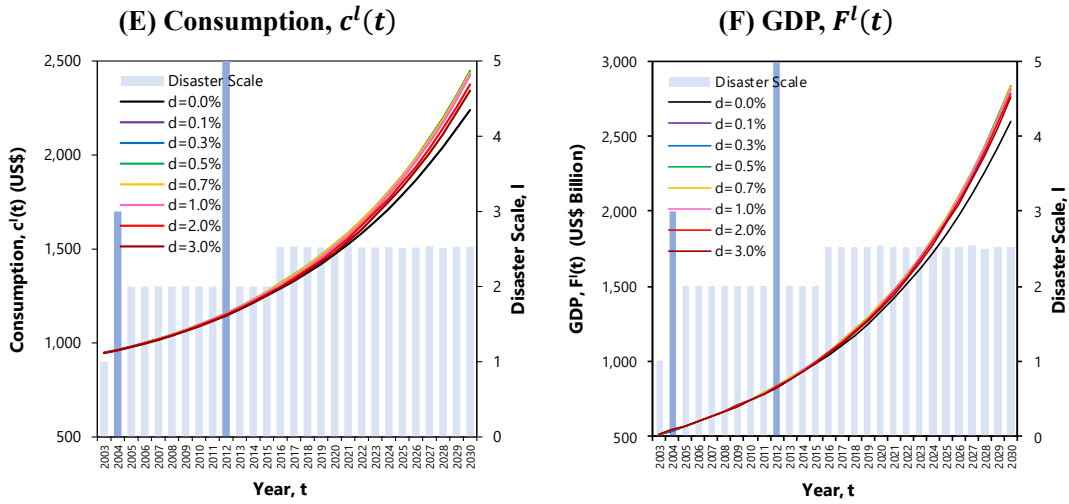 (E) Consumption, cˡ(t)
2,500
2,000
1,500
1,000
500
5
4
3
2
1
0
Consumption, cˡ(t) (US$)
Disaster Scale, l
Disaster Scale
d=0.0%
d=0.1%
d=0.3%
d=0.5%
d=0.7%
d=1.0%
d=2.0%
d=3.0%
2003 2004 2005 2006 2007 2008 2009 2010 2011 2012 2013 2014 2015 2016 2017 2018 2019 2020 2021 2022 2023 2024 2025 2026 2027 2028 2029 2030
Year, t
(F) GDP, Fˡ(t)
3,000
2,500
2,000
1,500
1,000
500
5
4
3
2
1
0
GDP, Fˡ(t) (US$ Billion)
Disaster Scale, l
Disaster Scale
d=0.0%
d=0.1%
d=0.3%
d=0.5%
d=0.7%
d=1.0%
d=2.0%
d=3.0%
2003 2004 2005 2006 2007 2008 2009 2010 2011 2012 2013 2014 2015 2016 2017 2018 2019 2020 2021 2022 2023 2024 2025 2026 2027 2028 2029 2030
Year, t